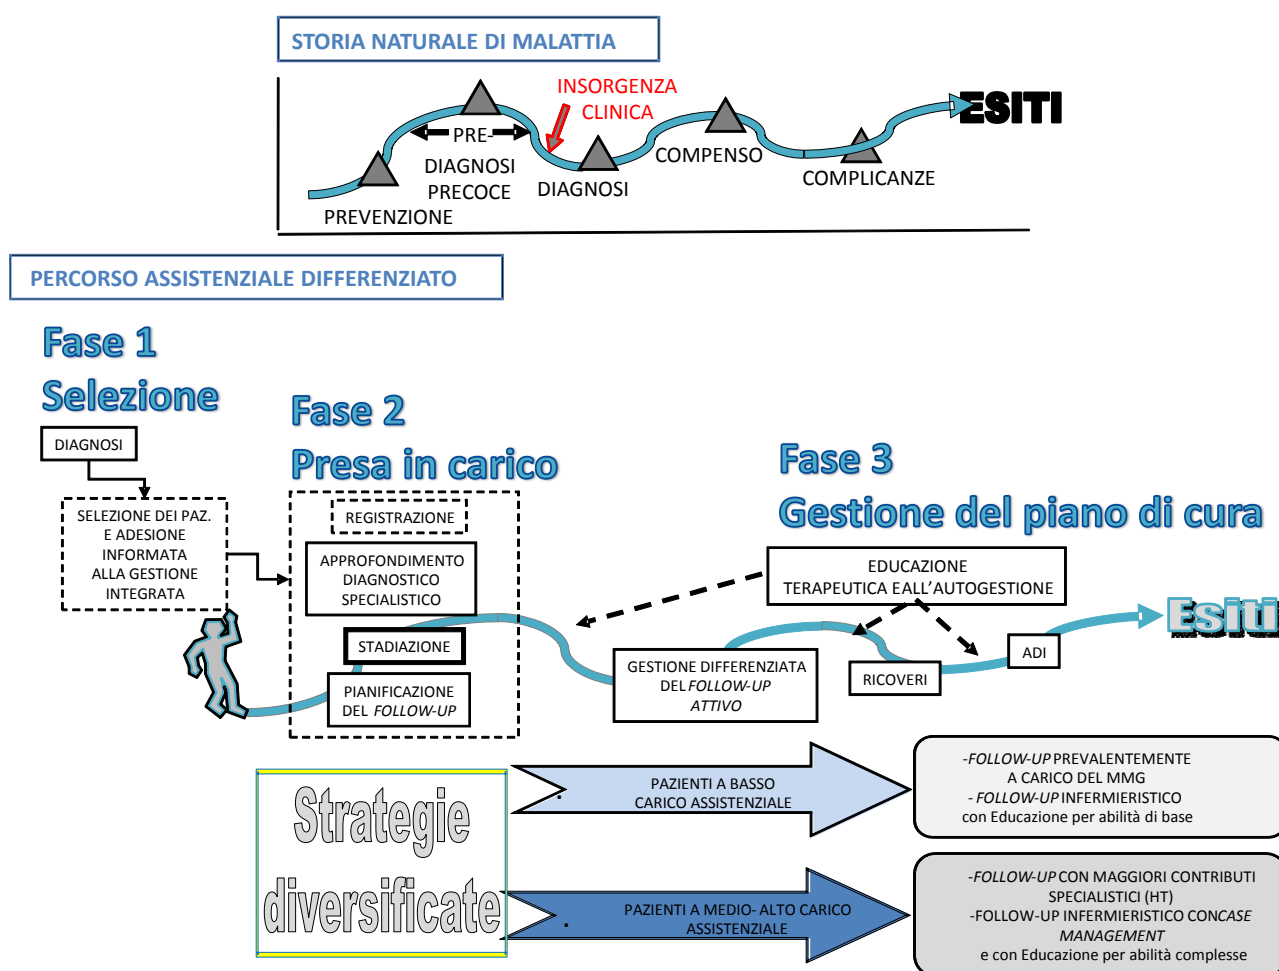 STORIA NATURALE DI MALATTIA
INSORGENZA
CLINICA
ESITI
PRE-
DIAGNOSI
PRECOCE
COMPENSO
DIAGNOSI
COMPLICANZE
PREVENZIONE
PERCORSO ASSISTENZIALE DIFFERENZIATO
Fase 1
Selezione
DIAGNOSI
SELEZIONE DEI PAZ.
E ADESIONE
INFORMATA
ALLA GESTIONE
INTEGRATA
Fase 2
Presa in carico
REGISTRAZIONE
APPROFONDIMENTO
DIAGNOSTICO
SPECIALISTICO
STADIAZIONE
PIANIFICAZIONE
DEL FOLLOW-UP
Fase 3
Gestione del piano di cura
EDUCAZIONE
TERAPEUTICA EALL'AUTOGESTIONE
GESTIONE DIFFERENZIATA
DEL FOLLOW-UP
ATTIVO
RICOVERI
ADI
Esiti
Strategie
diversificate
PAZIENTI A BASSO
CARICO ASSISTENZIALE
-FOLLOW-UP PREVALENTEMENTE
A CARICO DEL MMG
- FOLLOW-UP INFERMIERISTICO
con Educazione per abilità di base
PAZIENTI A MEDIO- ALTO CARICO
ASSISTENZIALE
-FOLLOW-UP CON MAGGIORI CONTRIBUTI
SPECIALISTICI (HT)
-FOLLOW-UP INFERMIERISTICO CONCASE
MANAGEMENT
e con Educazione per abilità complesse